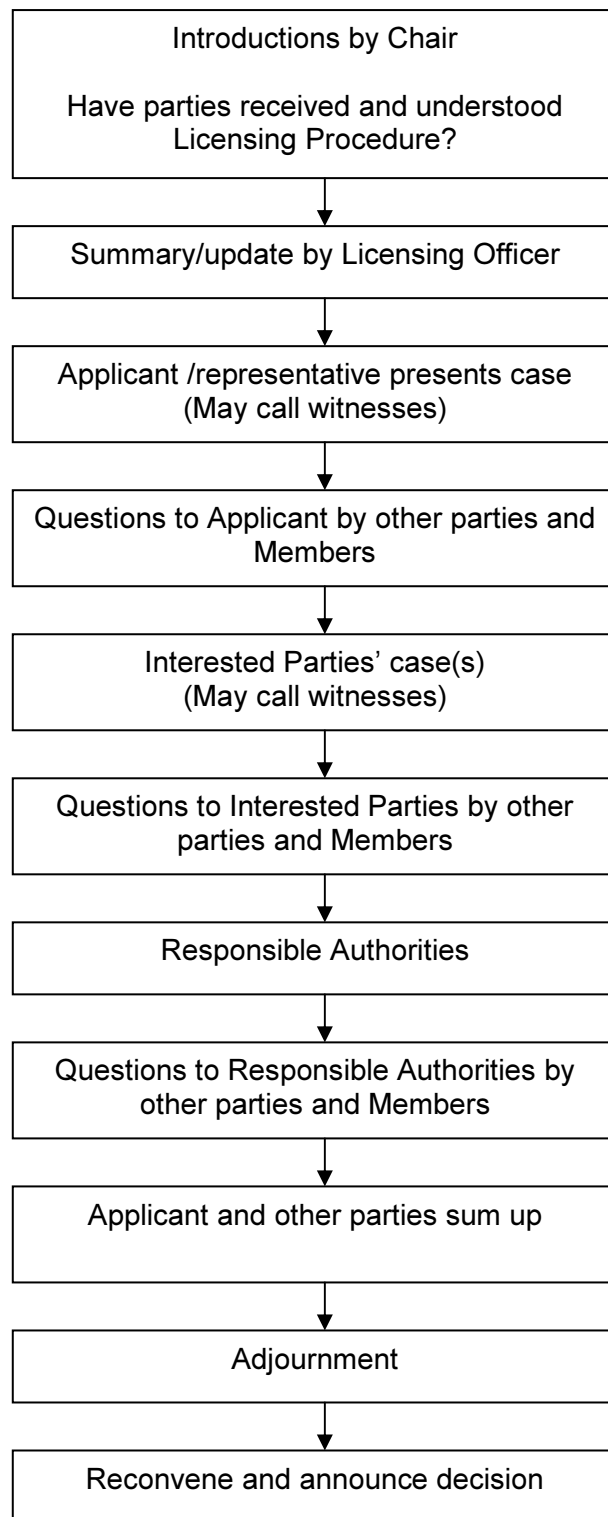 Introductions by Chair
Have parties received and understood
Licensing Procedure?
Summary/update by Licensing Officer
Applicant /representative presents case
(May call witnesses)
Questions to Applicant by other parties and
Members
Interested Parties’ case(s)
(May call witnesses)
Questions to Interested Parties by other
parties and Members
Responsible Authorities
Questions to Responsible Authorities by
other parties and Members
Applicant and other parties sum up
Adjournment
Reconvene and announce decision